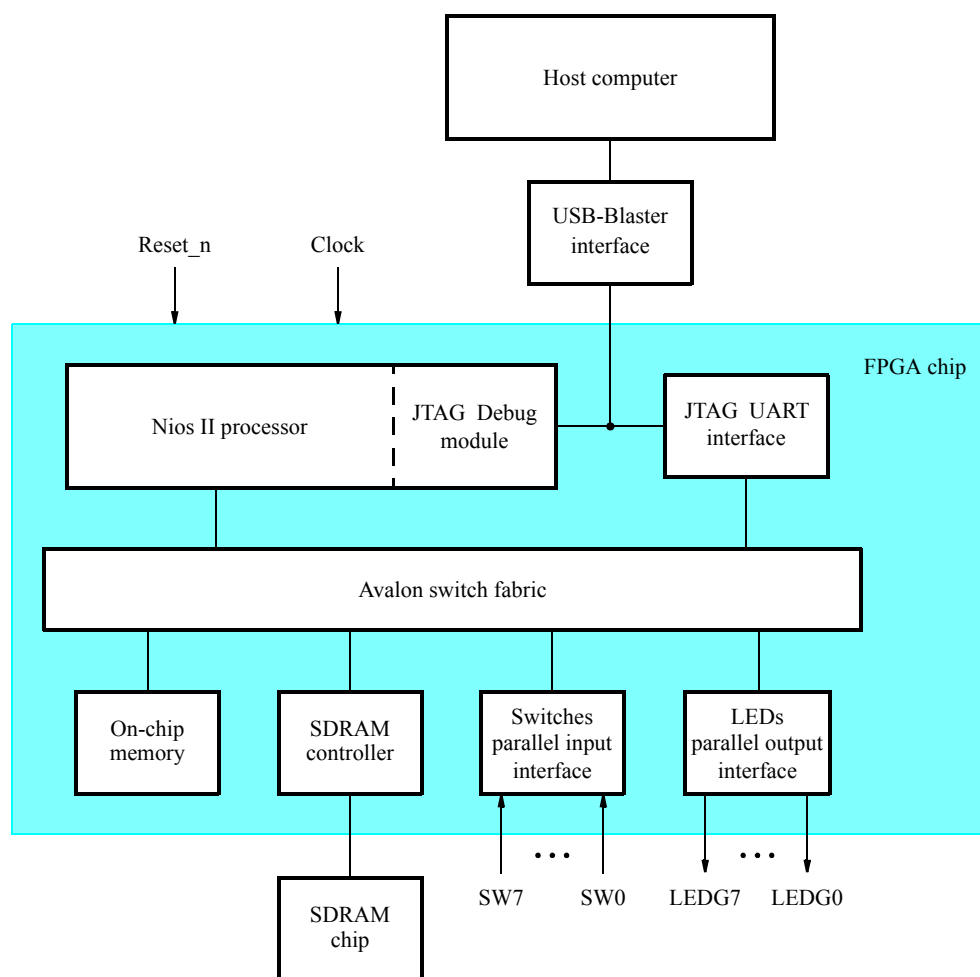 Host computer
USB-Blaster
interface
Reset_n
Clock
FPGA chip
Nios II processor
JTAG Debug
module
JTAG UART
interface
Avalon switch fabric
On-chip
memory
SDRAM
controller
Switches
parallel input
interface
LEDs
parallel output
interface
SW7
...
SW0
LEDG7
...
LEDG0
SDRAM
chip